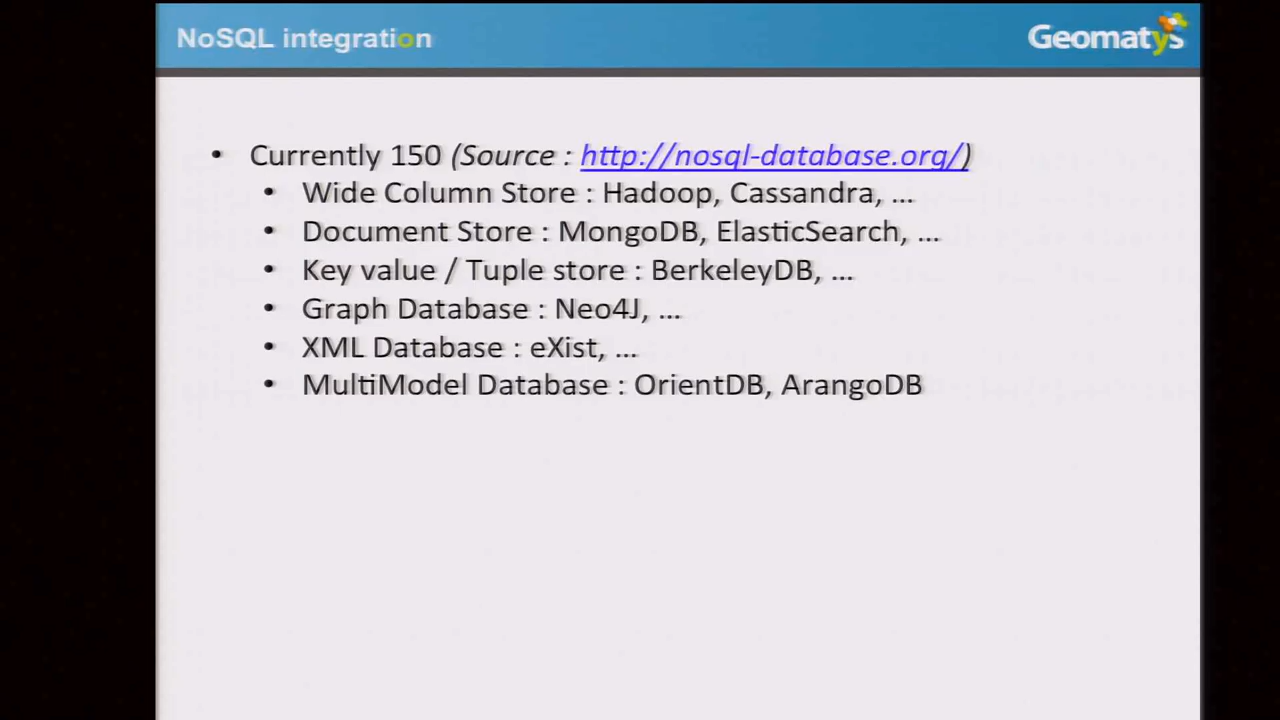 NoSQL integration
Geomatys
• Currently 150 (Source : http://nosql-database.org/)
• Wide Column Store : Hadoop, Cassandra, ...
• Document Store : MongoDB, ElasticSearch, ...
• Key value / Tuple store : BerkeleyDB, ...
• Graph Database : Neo4J, ...
• XML Database : eXist, ...
• MultiModel Database : OrientDB, ArangoDB